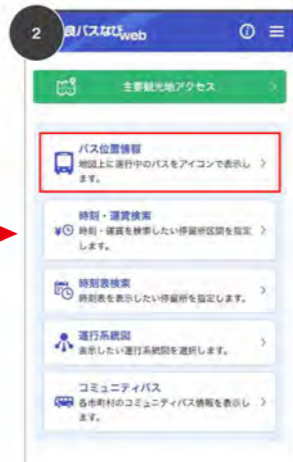 2
良バスなびweb
主要観光地アクセス
バス位置情報
地図上に運行中のバスをアイコンで表示し
ます。
時刻・運賃検索
時刻・運賃を検索したい停留所区間を指定
します。
時刻表検索
時刻表を表示したい停留所を指定します。
運行系統図
表示したい運行系統図を選択します。
コミュニティバス
各市町村のコミュニティバス情報を表示し
ます。